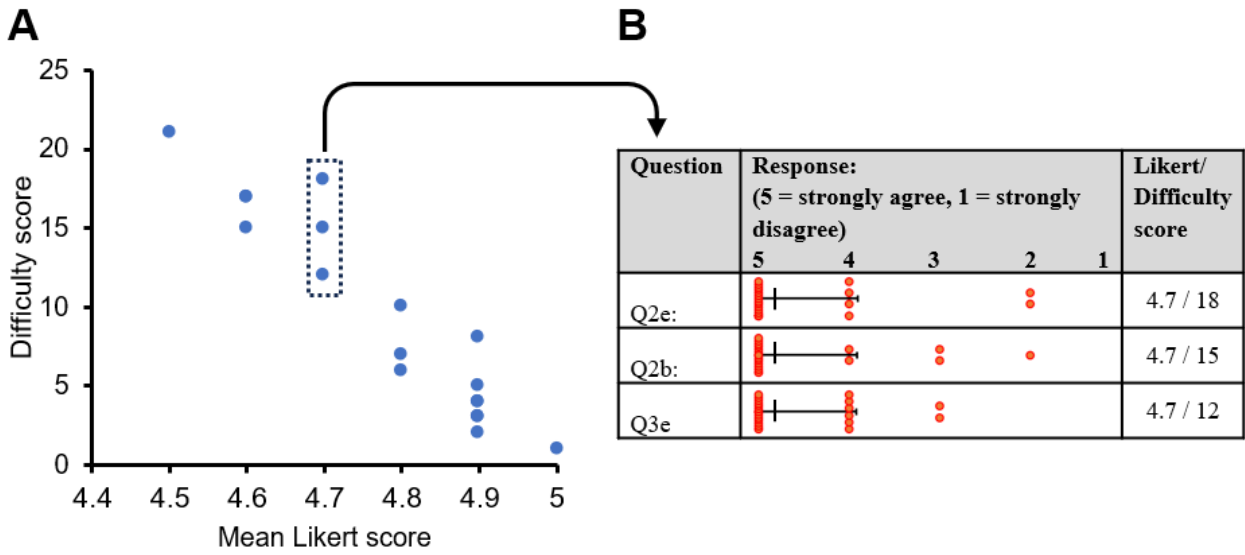 A
B
25
20
15
10
5
0
Difficulty score
4.4 4.5 4.6 4.7 4.8 4.9 5
Mean Likert score
Question
Response:
(5 = strongly agree, 1 = strongly
disagree)
5 4 3 2 1
Likert/
Difficulty
score
Q2e:
4.7 / 18
Q2b:
4.7 / 15
Q3e
4.7 / 12